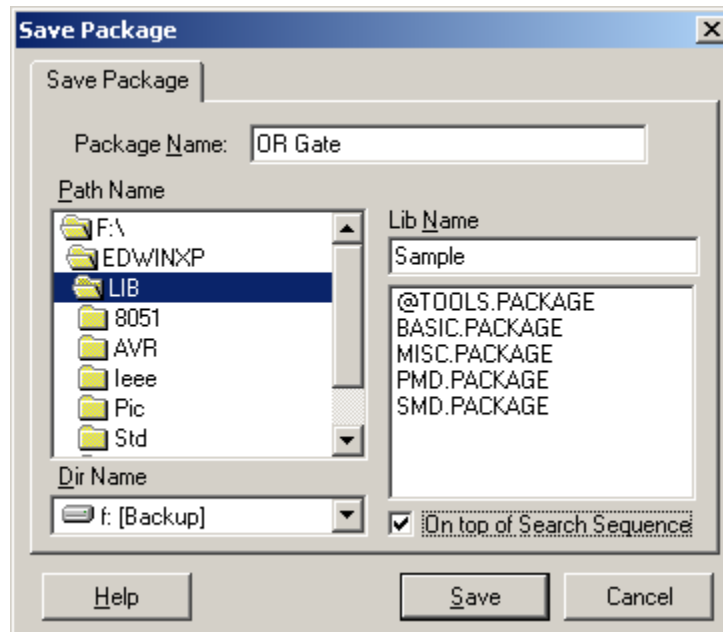 Save Package
Save Package
Package Name: OR Gate
Path Name
F:\
EDWINXP
LIB
8051
AVR
Ieee
Pic
Std
Dir Name
f: [Backup]
Lib Name
Sample
@TOOLS.PACKAGE
BASIC.PACKAGE
MISC.PACKAGE
PMD.PACKAGE
SMD.PACKAGE
On top of Search Sequence
Help
Save
Cancel